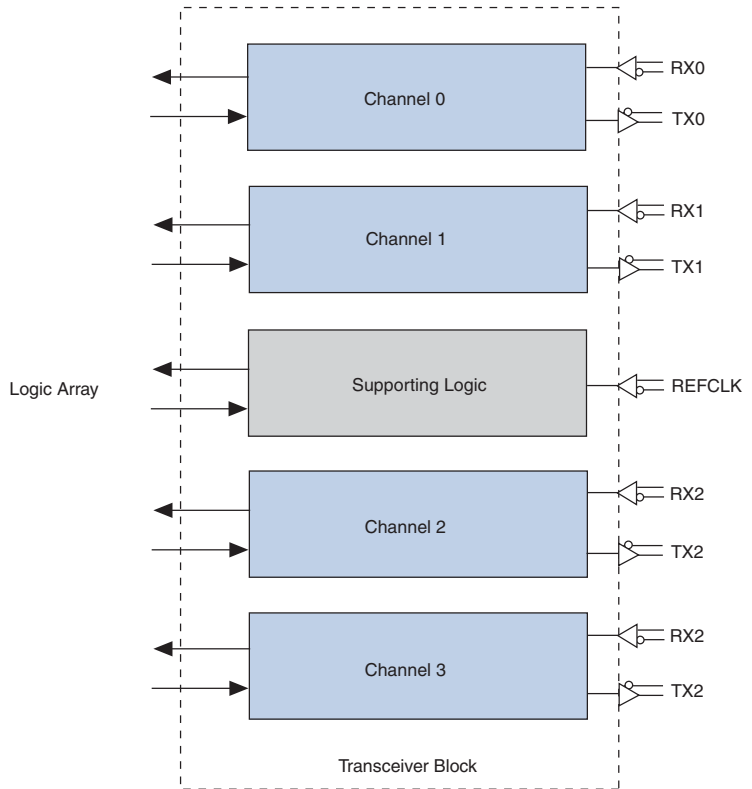 RX0
Channel 0
TX0
RX1
Channel 1
TX1
Logic Array
Supporting Logic
REFCLK
RX2
Channel 2
TX2
RX2
Channel 3
TX2
Transceiver Block